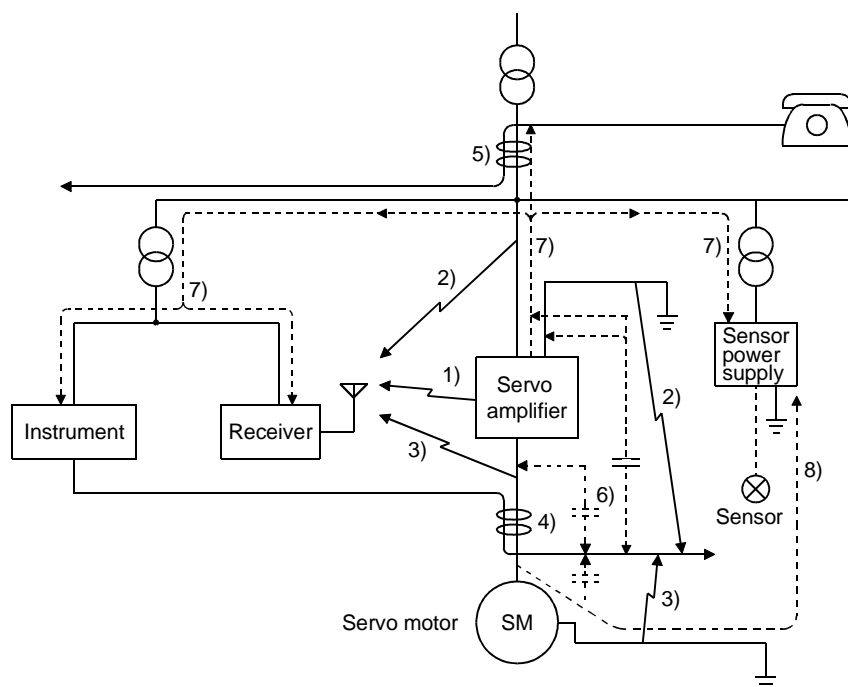 5)
2)
7)
7)
7)
Sensor
power
supply
1)
Servo
amplifier
2)
Instrument
Receiver
3)
6)
8)
4)
Sensor
3)
Servo motor
SM